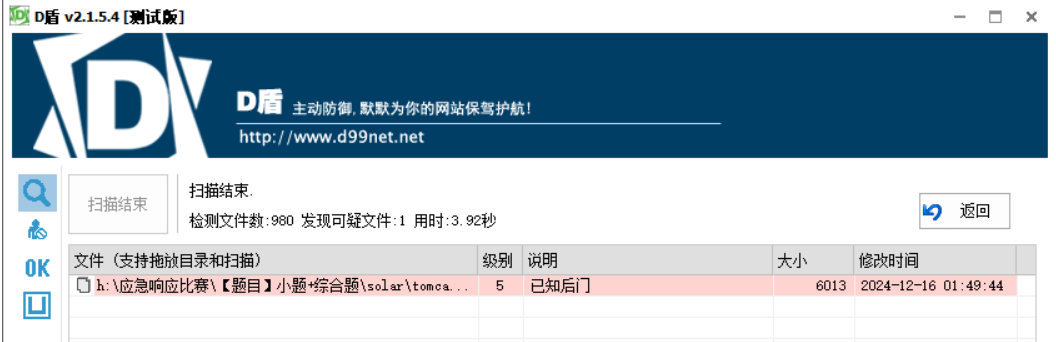 D盾 v2.1.5.4 [测试版]
D盾 主动防御,默默为你的网站保驾护航!
http://www.d99net.net
扫描结束
扫描结束.
检测文件数:980 发现可疑文件:1 用时:3.92秒
返回
OK
文件（支持拖放目录和扫描） 级别 说明 大小 修改时间
h:\应急响应比赛\【题目】小题+综合题\solar\tomca... 5 已知后门 6013 2024-12-16 01:49:44